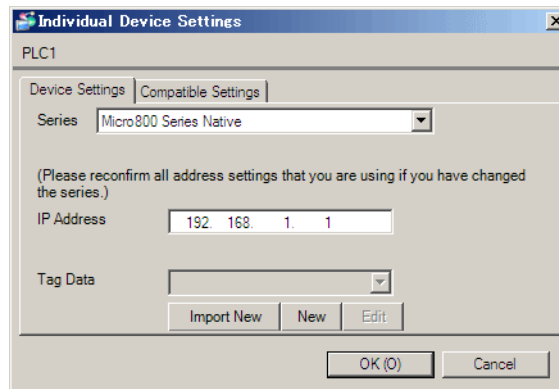 Individual Device Settings
PLC1
Device Settings Compatible Settings
Series Micro800 Series Native
(Please reconfirm all address settings that you are using if you have changed
the series.)
IP Address 192. 168. 1. 1
Tag Data
Import New New Edit
OK (O) Cancel